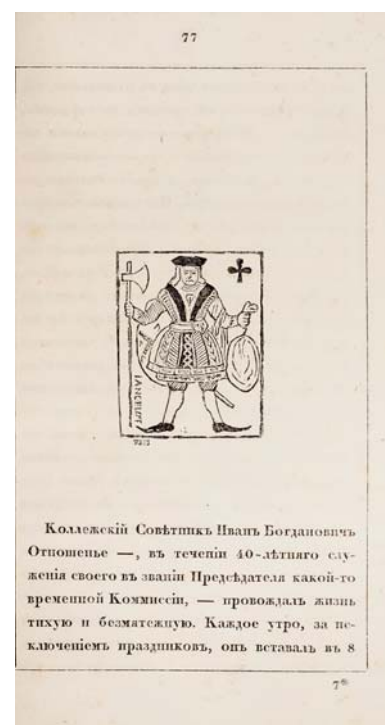 77
Коллежскій Совѣтникъ Иванъ Богдановичъ
Отношенье —, въ теченіи 40-лѣтняго слу-
женія своего въ званіи Предсѣдателя какой-то
временной Коммиссіи, — провождалъ жизнь
тихую и безмятежную. Каждое утро, за ис-
ключеніемъ праздниковъ, онъ вставалъ въ 8
7*